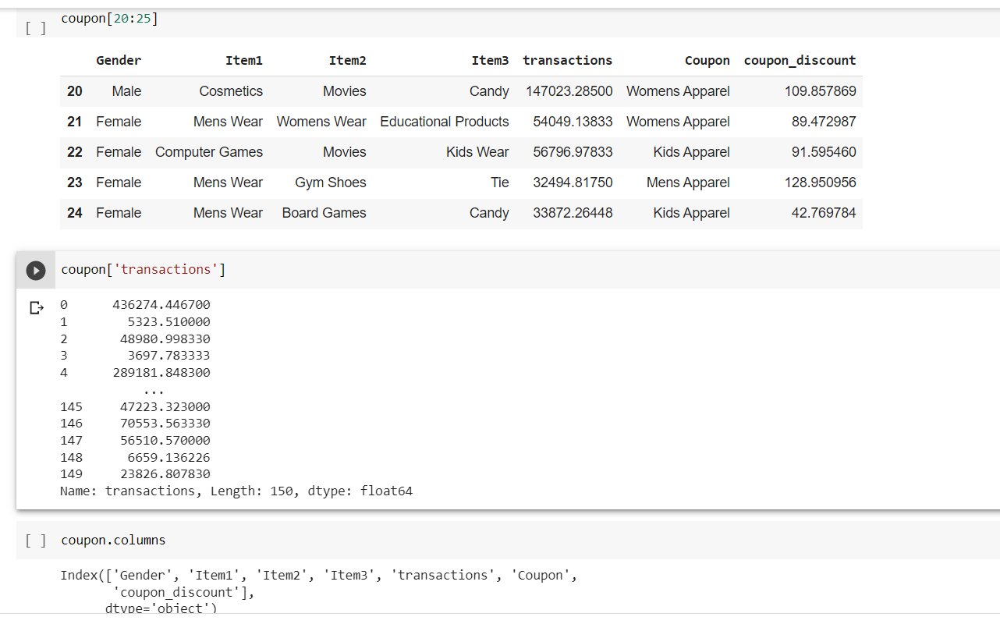 coupon[20:25]
[ ]
Gender Item1 Item2 Item3 transactions Coupon coupon_discount
20 Male Cosmetics Movies Candy 147023.28500 Womens Apparel 109.857869
21 Female Mens Wear Womens Wear Educational Products 54049.13833 Womens Apparel 89.472987
22 Female Computer Games Movies Kids Wear 56796.97833 Kids Apparel 91.595460
23 Female Mens Wear Gym Shoes Tie 32494.81750 Mens Apparel 128.950956
24 Female Mens Wear Board Games Candy 33872.26448 Kids Apparel 42.769784
coupon['transactions']
0 436274.446700
1 5323.510000
2 48980.998330
3 3697.783333
4 289181.848300
...
145 47223.323000
146 70553.563330
147 56510.570000
148 6659.136226
149 23826.807830
Name: transactions, Length: 150, dtype: float64
[ ] coupon.columns
Index(['Gender', 'Item1', 'Item2', 'Item3', 'transactions', 'Coupon',
'coupon_discount'],
dtype='object')